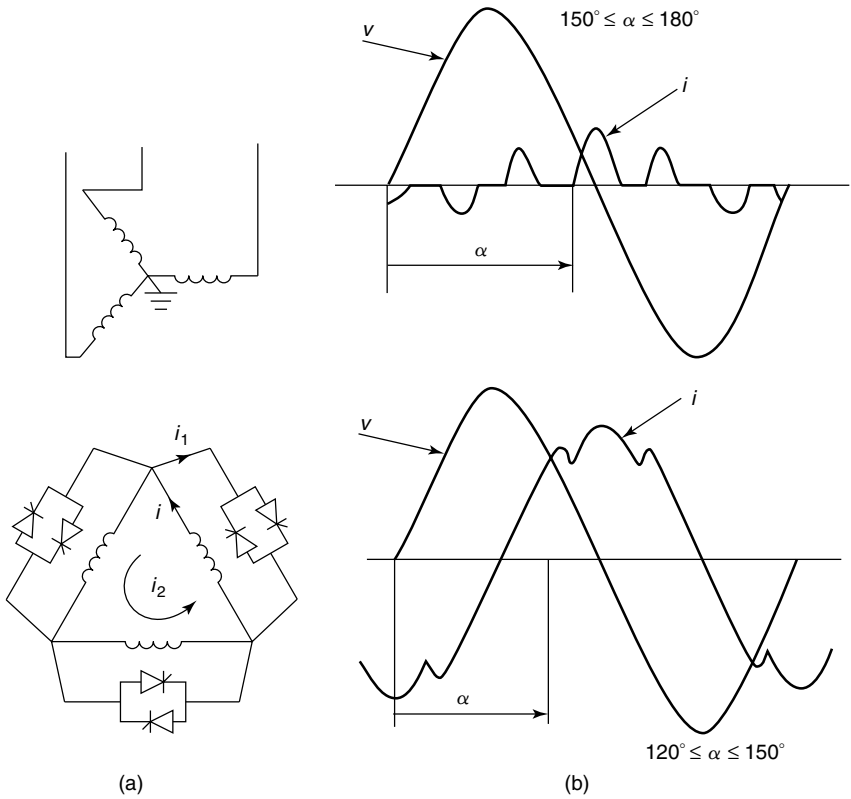 v
150° ≤ α ≤ 180°
i
α
i₁
i
i₂
v
i
α
120° ≤ α ≤ 150°
(a)
(b)